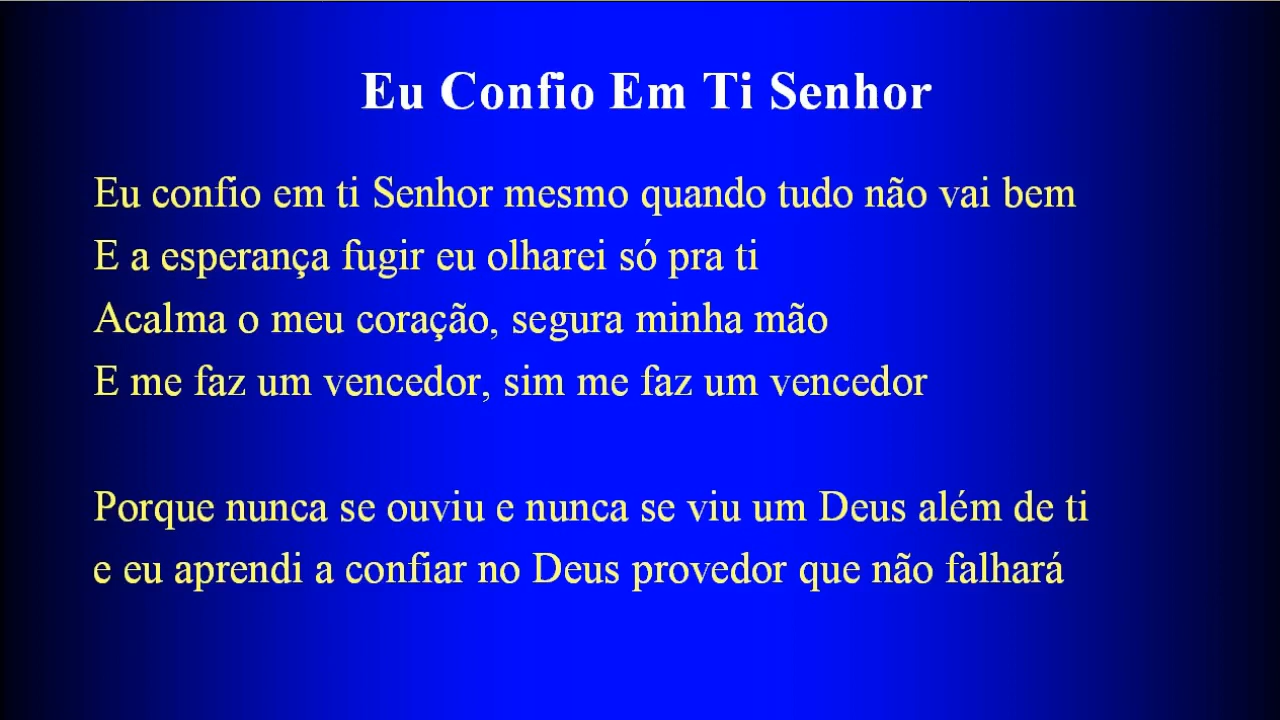 Eu Confio Em Ti Senhor
Eu confio em ti Senhor mesmo quando tudo não vai bem
E a esperança fugir eu olharei só pra ti
Acalma o meu coração, segura minha mão
E me faz um vencedor, sim me faz um vencedor
Porque nunca se ouviu e nunca se viu um Deus além de ti
e eu aprendi a confiar no Deus provedor que não falhará